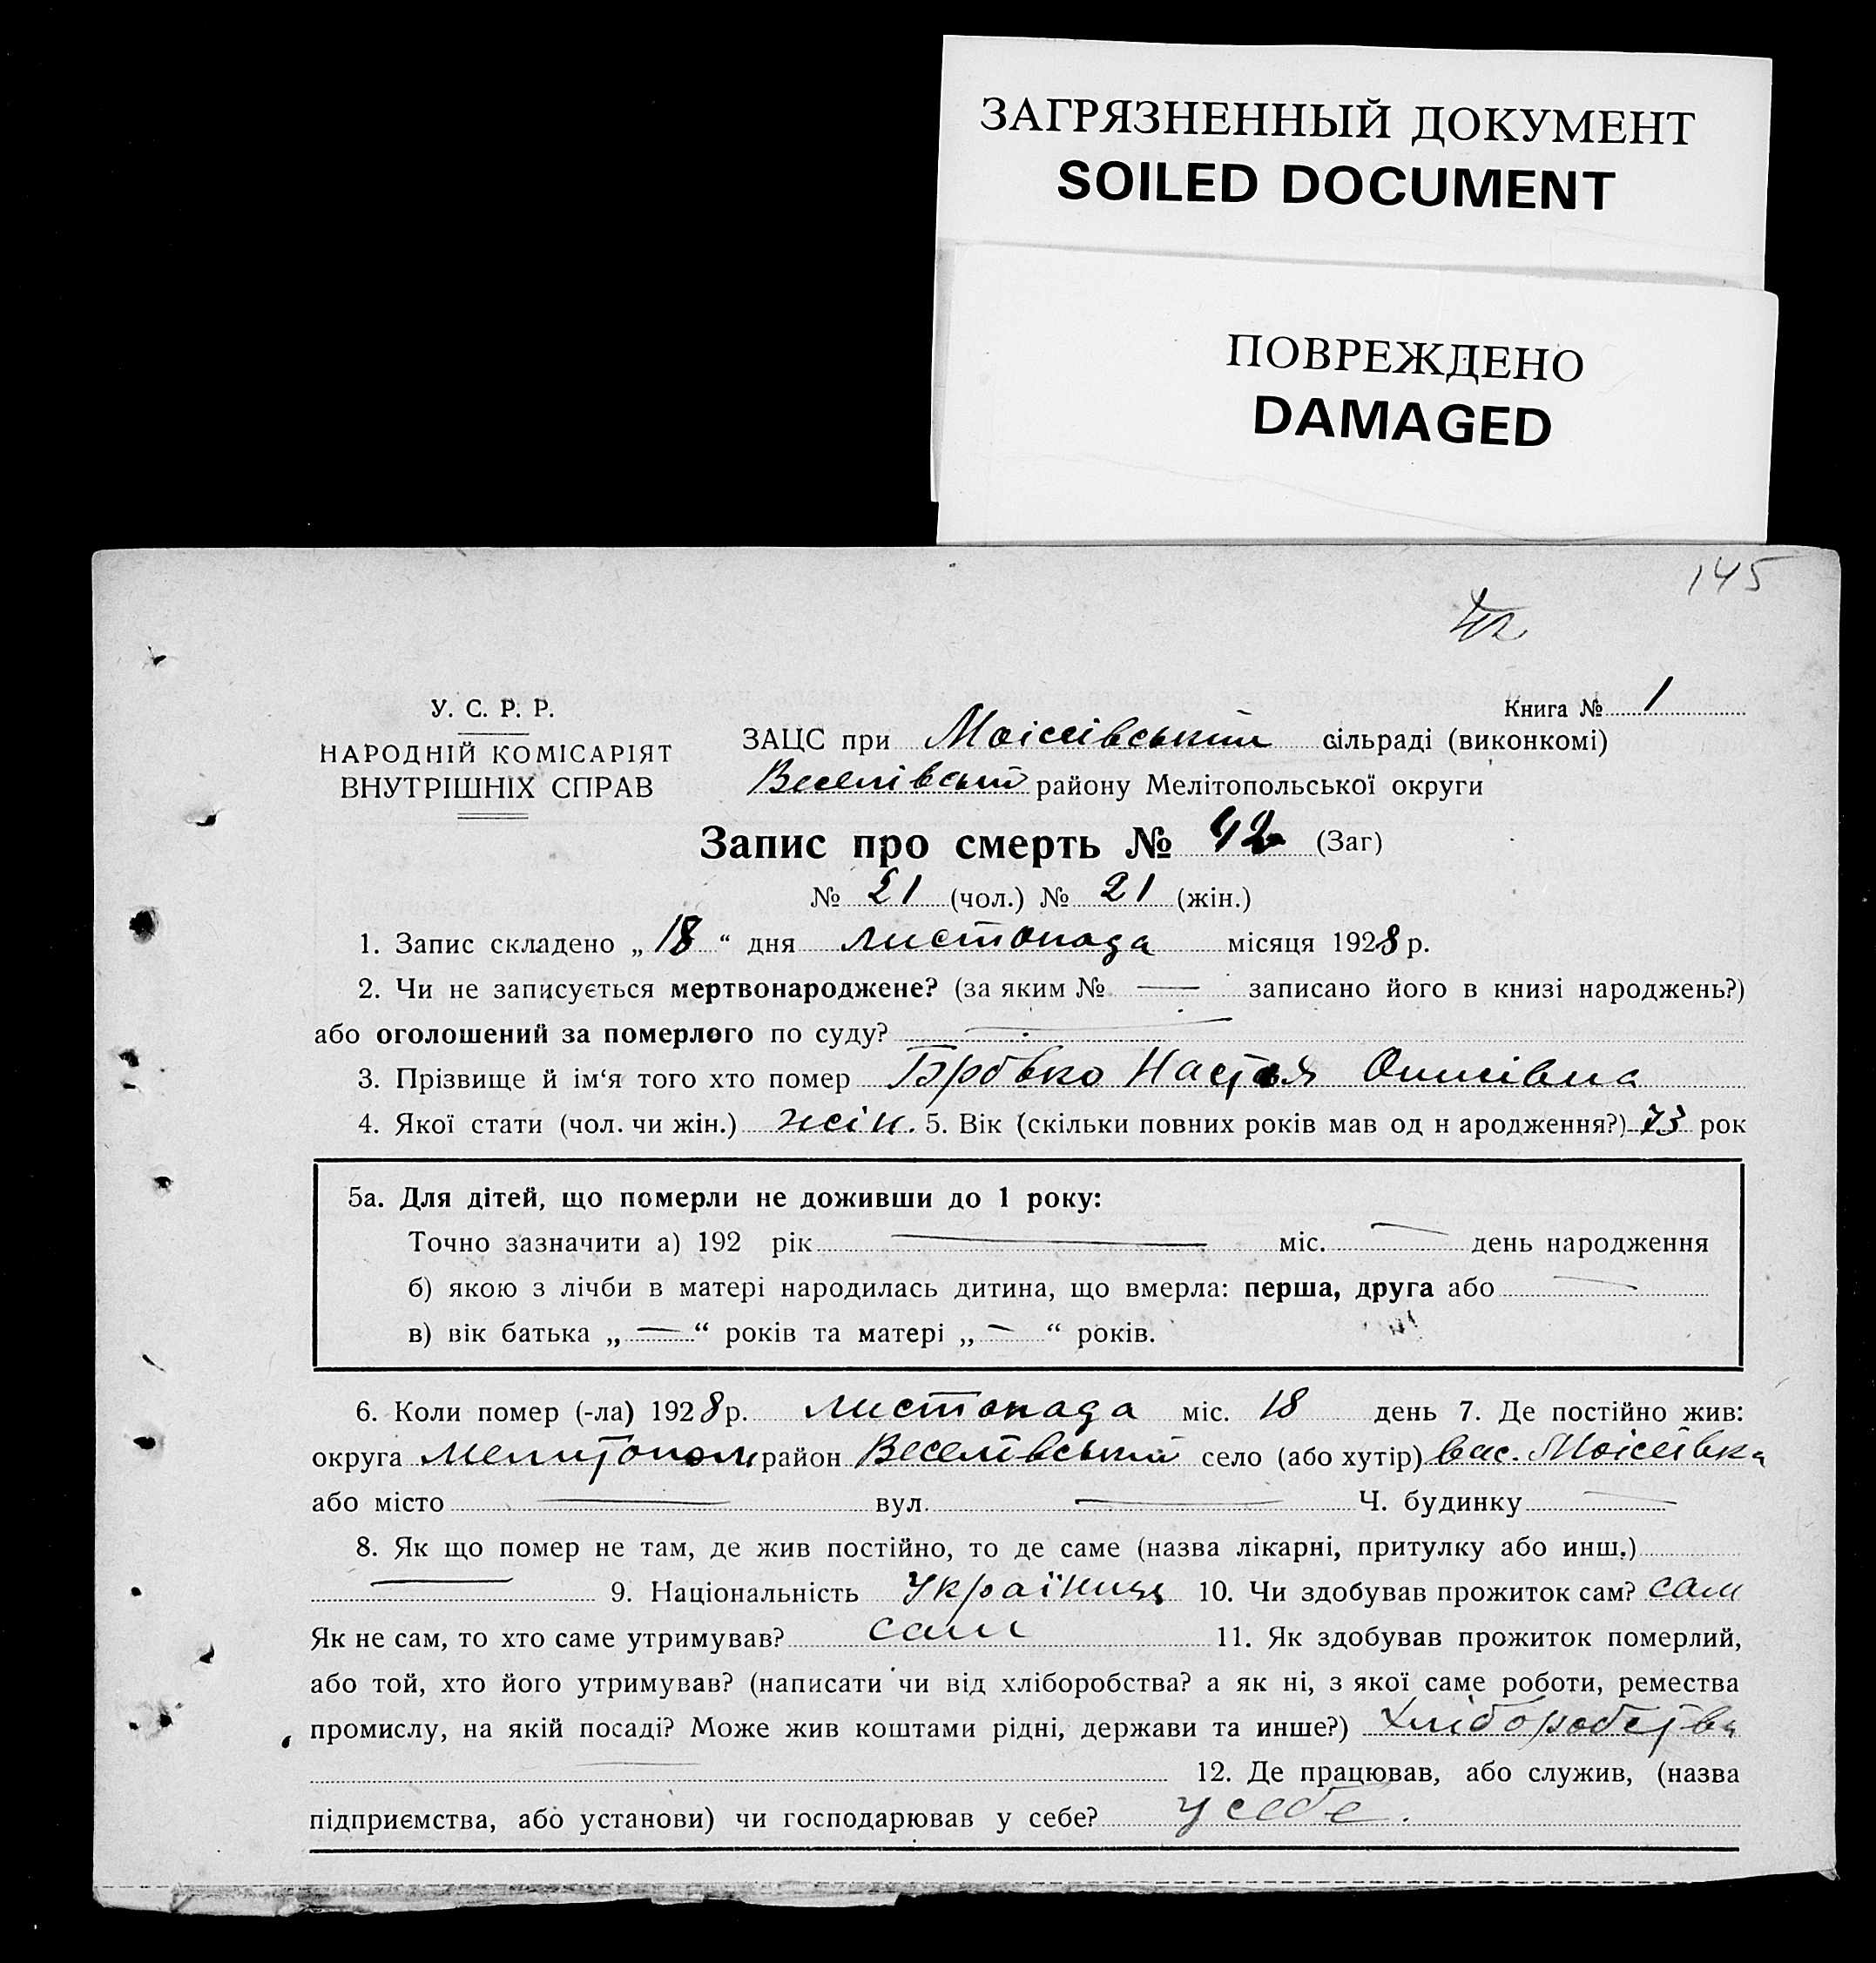 ЗАГРЯЗНЕННЫЙ ДОКУМЕНТ
SOILED DOCUMENT
ПОВРЕЖДЕНО
DAMAGED
145
42
У. С. Р. Р.
НАРОДНІЙ КОМІСАРІЯТ
ВНУТРІШНІХ СПРАВ
Книга № 1
ЗАЦС при Моісеівський сільраді (виконкомі)
Веселівський району Мелітопольської округи
Запис про смерть № 42 (Заг)
№ 21 (чол.) № 21 (жін.)
1. Запис складено „ 18 “ дня листопада місяця 1928 р.
2. Чи не записується мертвонароджене? (за яким № — записано його в книзі народжень?)
або оголошений за померлого по суду? —
3. Прізвище й ім‘я того хто помер Настя
4. Якої стати (чол. чи жін.) жін. 5. Вік (скільки повних років мав од н ародження?) 73 рок
5а. Для дітей, що померли не доживши до 1 року:
Точно зазначити а) 192 рік — міс. — день народження
б) якою з лічби в матері народилась дитина, що вмерла: перша, друга або —
в) вік батька „ — “ років та матері „ — “ років.
6. Коли помер (-ла) 1928 р. листопада міс. 18 день 7. Де постійно жив:
округа Мелитополь район Веселівський село (або хутір) вас. Моісеівка
або місто — вул. — Ч. будинку —
8. Як що помер не там, де жив постійно, то де саме (назва лікарні, притулку або инш.)
— 9. Національність Українці 10. Чи здобував прожиток сам? сам
Як не сам, то хто саме утримував? сам 11. Як здобував прожиток померлий,
або той, хто його утримував? (написати чи від хліборобства? а як ні, з якої саме роботи, ремества
промислу, на якій посаді? Може жив коштами рідні, держави та инше?) Хліборобства
— 12. Де працював, або служив, (назва
підприємства, або установи) чи господарював у себе? у себе.